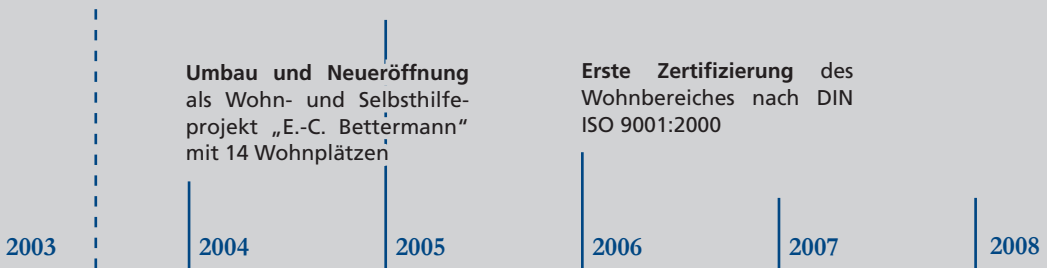 Umbau und Neueröffnung
als Wohn- und Selbsthilfe-
projekt „E.-C. Bettermann“
mit 14 Wohnplätzen
Erste Zertifizierung des
Wohnbereiches nach DIN
ISO 9001:2000
2003
2004
2005
2006
2007
2008